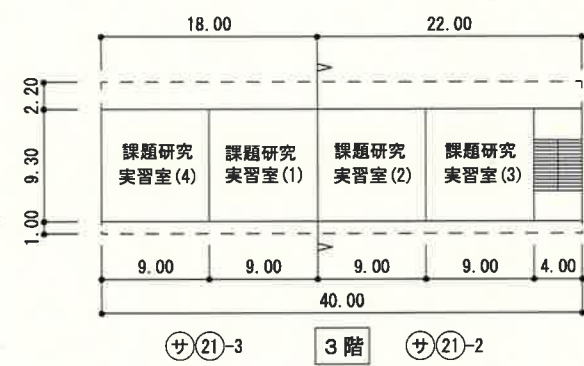 18.00
22.00
2.20
9.30
1.00
課題研究
実習室(4)
課題研究
実習室(1)
課題研究
実習室(2)
課題研究
実習室(3)
9.00
9.00
9.00
9.00
4.00
40.00
サ21-3
3階
サ21-2